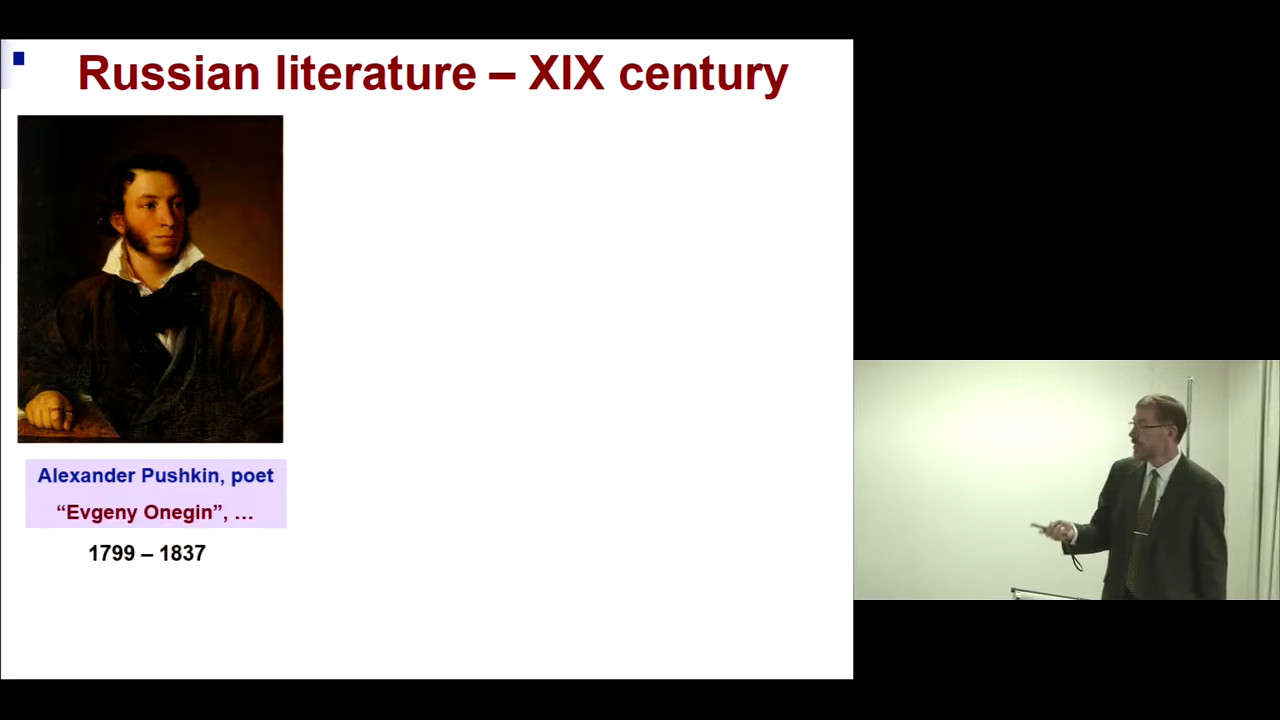 Russian literature – XIX century
Alexander Pushkin, poet
“Evgeny Onegin”, …
1799 – 1837